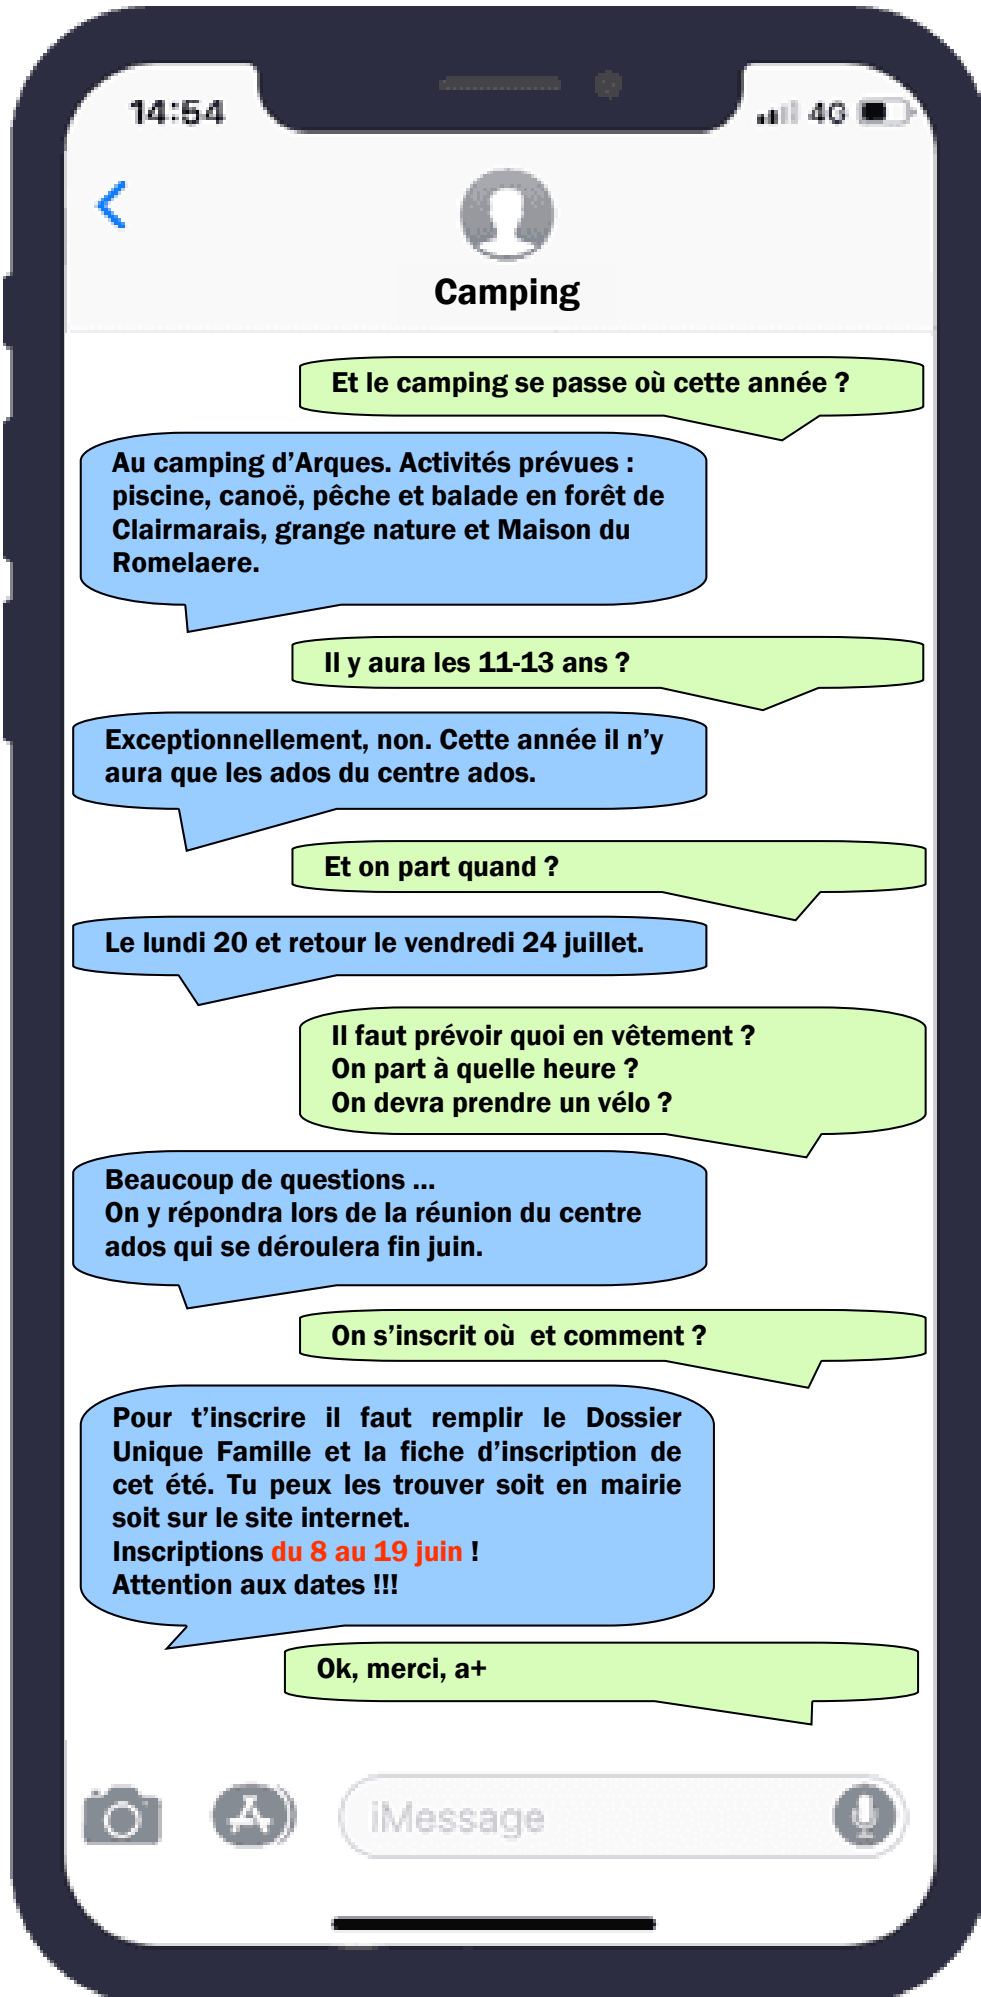 14:54
4G
Camping
Et le camping se passe où cette année ?
Au camping d’Arques. Activités prévues :
piscine, canoë, pêche et balade en forêt de
Clairmarais, grange nature et Maison du
Romelaere.
Il y aura les 11-13 ans ?
Exceptionnellement, non. Cette année il n’y
aura que les ados du centre ados.
Et on part quand ?
Le lundi 20 et retour le vendredi 24 juillet.
Il faut prévoir quoi en vêtement ?
On part à quelle heure ?
On devra prendre un vélo ?
Beaucoup de questions ...
On y répondra lors de la réunion du centre
ados qui se déroulera fin juin.
On s’inscrit où  et comment ?
Pour t’inscrire il faut remplir le Dossier
Unique Famille et la fiche d’inscription de
cet été. Tu peux les trouver soit en mairie
soit sur le site internet.
Inscriptions du 8 au 19 juin !
Attention aux dates !!!
Ok, merci, a+
iMessage